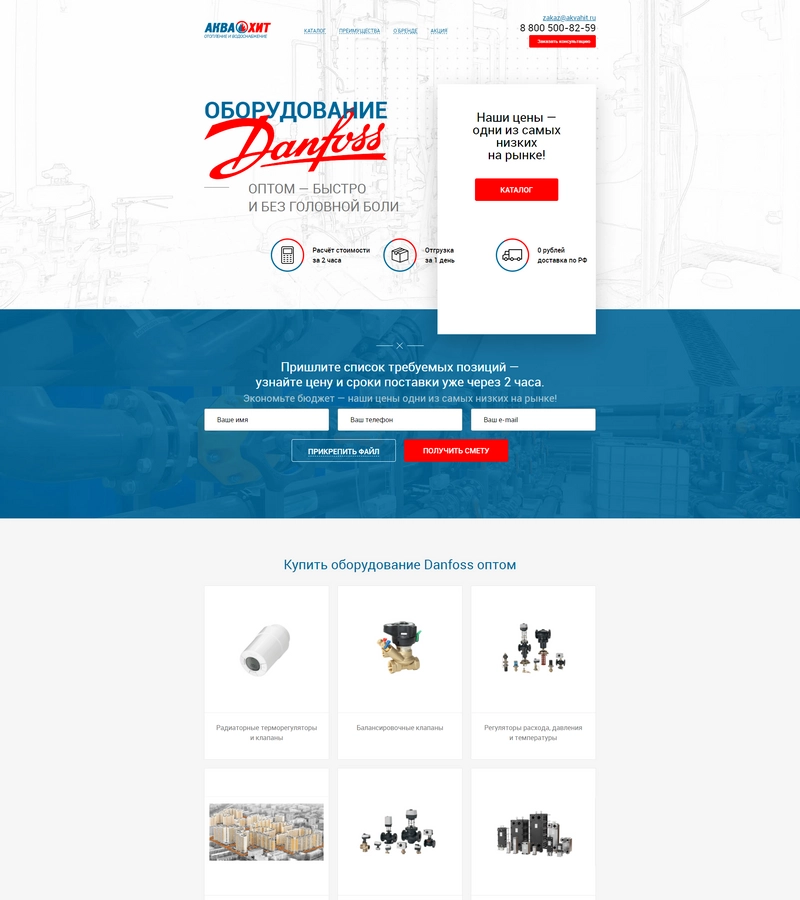 АКВА ХИТ
ОТОПЛЕНИЕ И ВОДОСНАБЖЕНИЕ
КАТАЛОГ
ПРЕИМУЩЕСТВА
О БРЕНДЕ
АКЦИЯ
zakaz@akvahit.ru
8 800 500-82-59
Заказать консультацию
ОБОРУДОВАНИЕ
Danfoss
ОПТОМ — БЫСТРО
И БЕЗ ГОЛОВНОЙ БОЛИ
Наши цены —
одни из самых
низких
на рынке!
КАТАЛОГ
Расчёт стоимости
за 2 часа
Отгрузка
за 1 день
0 рублей
доставка по РФ
Пришлите список требуемых позиций —
узнайте цену и сроки поставки уже через 2 часа.
Экономьте бюджет — наши цены одни из самых низких на рынке!
Ваше имя
Ваш телефон
Ваш e-mail
ПРИКРЕПИТЬ ФАЙЛ
ПОЛУЧИТЬ СМЕТУ
Купить оборудование Danfoss оптом
Радиаторные терморегуляторы
и клапаны
Балансировочные клапаны
Регуляторы расхода, давления
и температуры